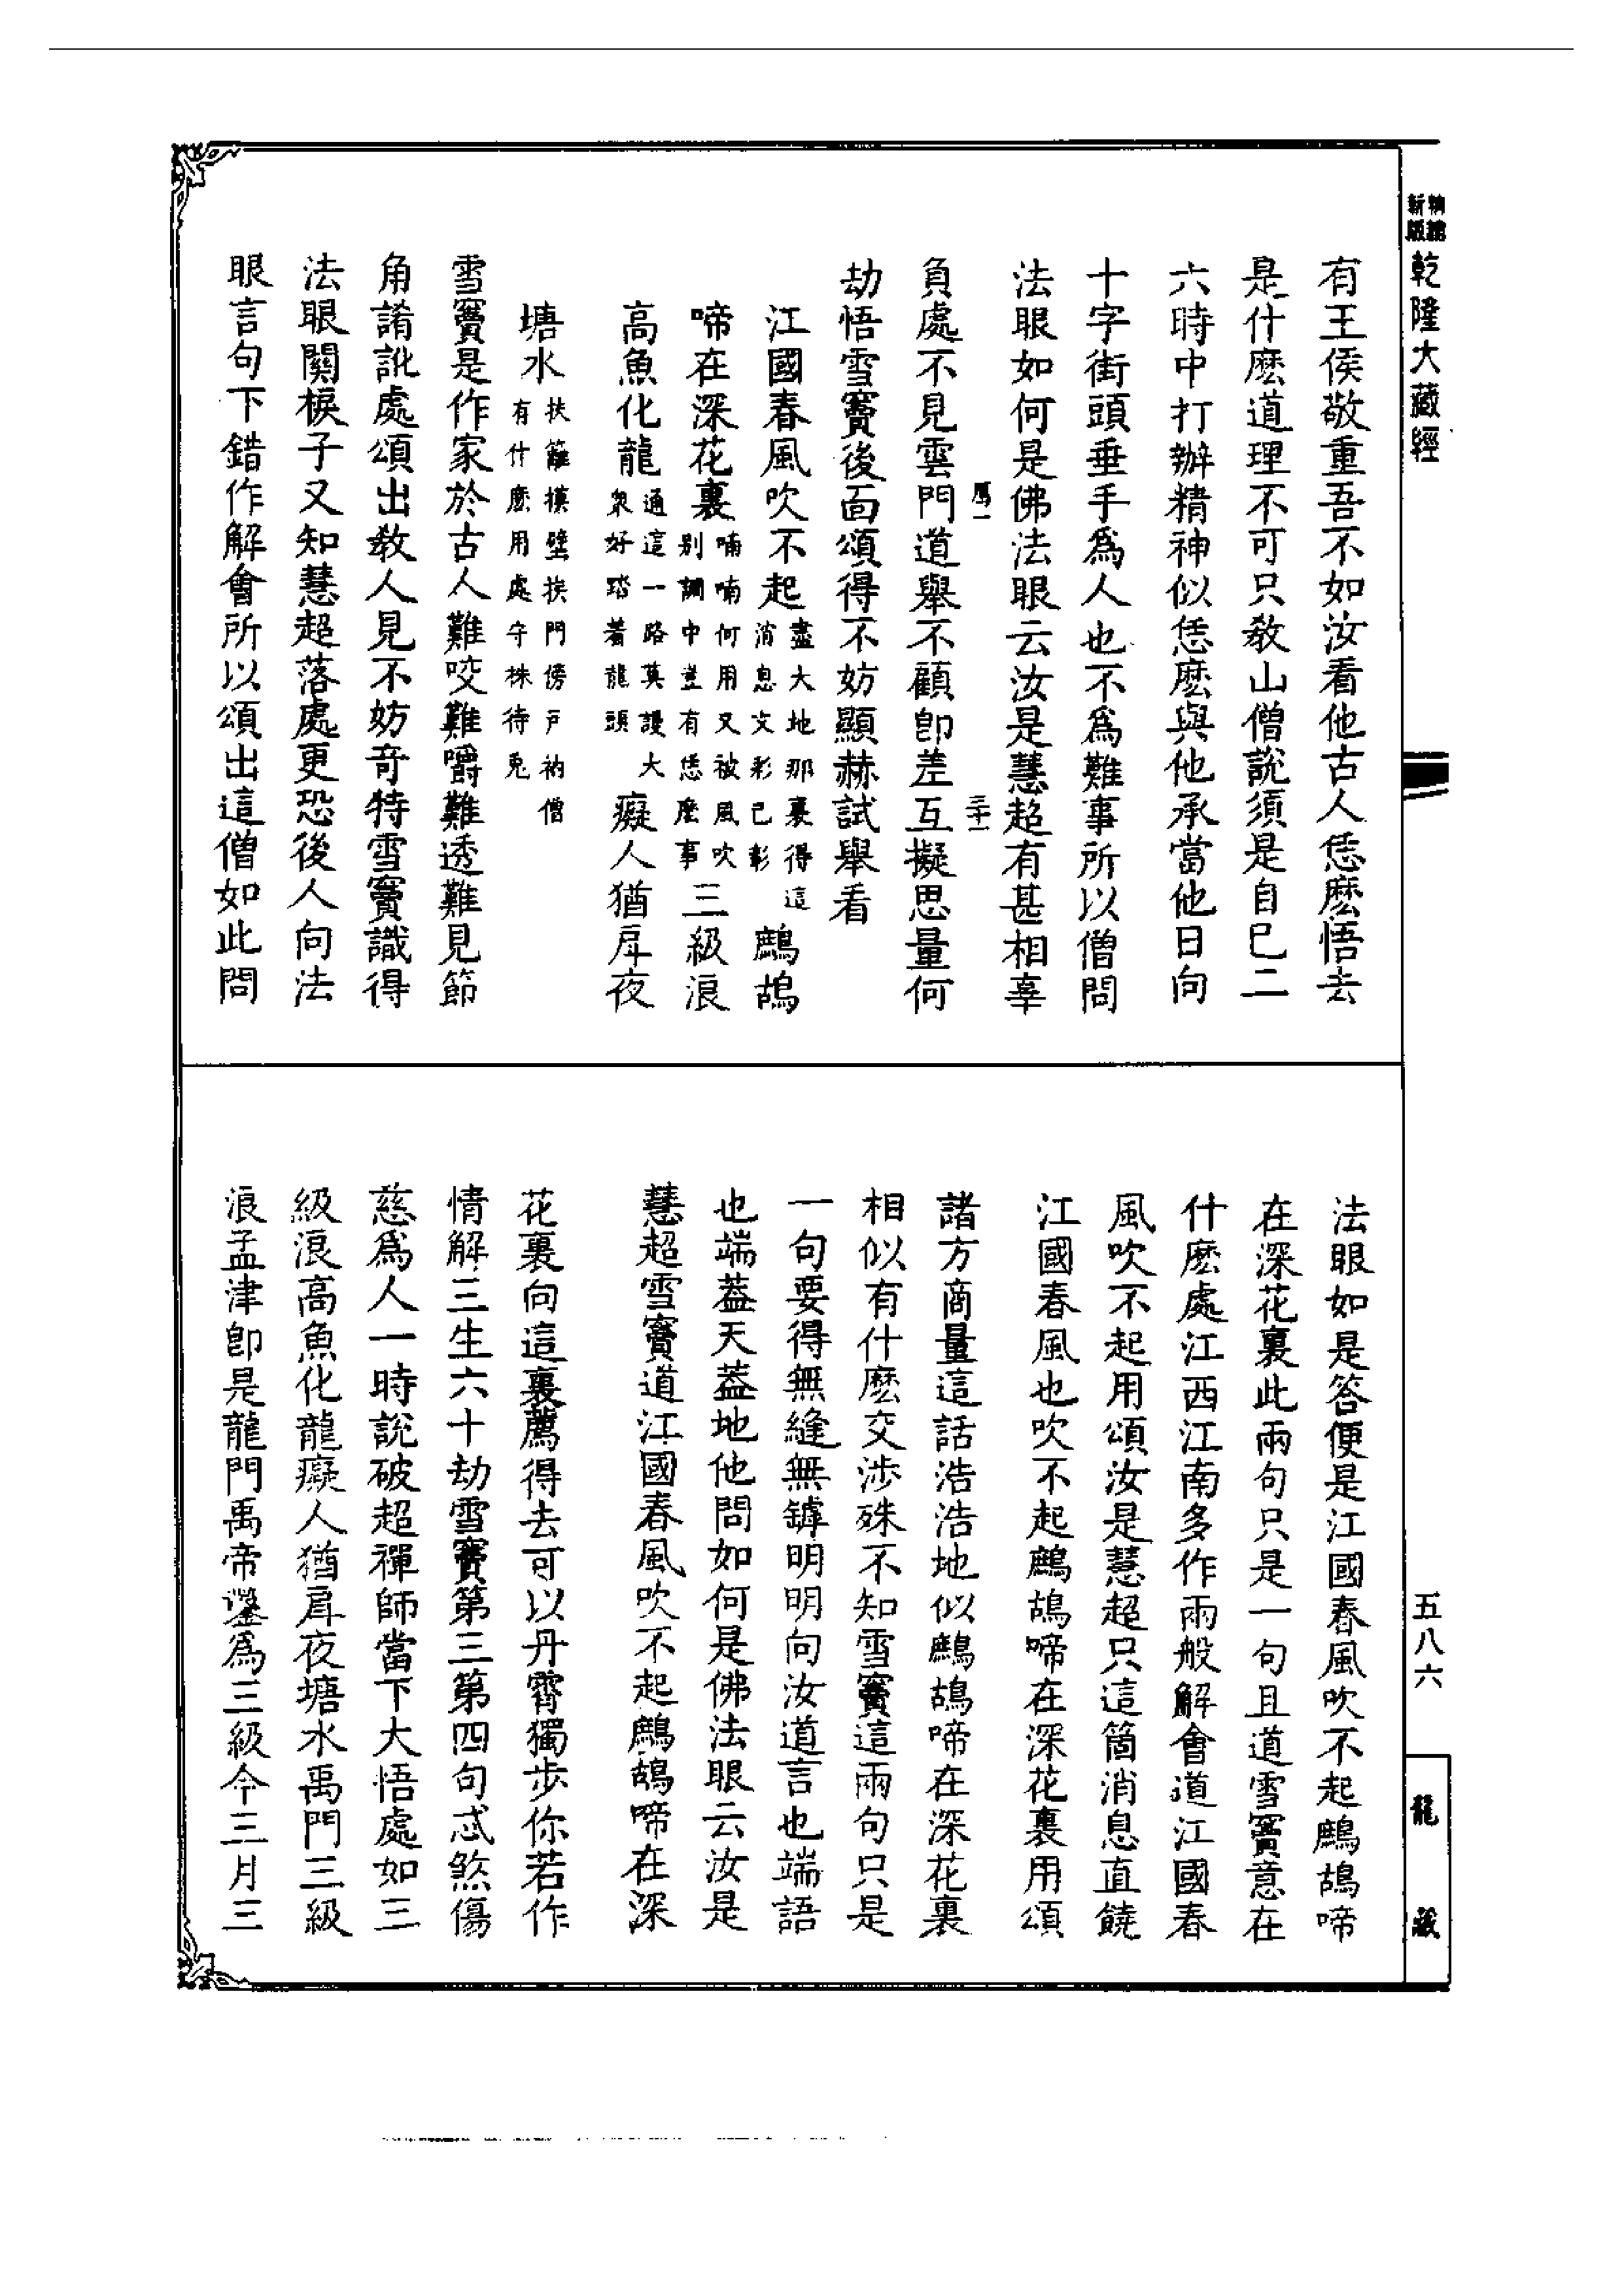 乾隆大藏經
有王侯敬重吾不如汝看他古人恁麽悟去
是什麽道理不可只教山僧說須是自巳二
六時中打辦精神似恁麽與他承當他日向
十字街頭垂手爲人也不爲難事所以僧問
法眼如何是佛法眼云汝是慧超有甚相辜
負處不見雲門道舉不顧卽差互擬思量何
劫悟雪竇後面頌得不妨顯赫試舉看
江國春風吹不起盡大地那裏得這消息文彩已彰鷓鴣
啼在深花裏喃喃何用又被風吹別調中豈有恁麽事三級浪
高魚化龍通這一路莫謾大衆好踏着龍頭癡人猶戽夜
塘水扶籬摸壁挨門傍戶衲僧有什麽用處守株待兎
雪竇是作家於古人難咬難嚼難透難見節
角誵訛處頌出教人見不妨奇特雪竇識得
法眼關棙子又知慧超落處更恐後人向法
眼言句下錯作解會所以頌出這僧如此問
法眼如是答便是江國春風吹不起鷓鴣啼
在深花裏此兩句只是一句且道雪竇意在
什麽處江西江南多作兩般解會道江國春
風吹不起用頌汝是慧超只這箇消息直饒
江國春風也吹不起鷓鴣啼在深花裏用頌
諸方商量這話浩浩地似鷓鴣啼在深花裏
相似有什麽交涉殊不知雪竇這兩句只是
一句要得無縫無罅明明向汝道言也端語
也端蓋天蓋地他問如何是佛法眼云汝是
慧超雪竇道江國春風吹不起鷓鴣啼在深
花裏向這裏薦得去可以丹霄獨步你若作
情解三生六十劫雪竇第三第四句忒煞傷
慈爲人一時說破超禪師當下大悟處如三
級浪高魚化龍癡人猶戽夜塘水禹門三級
浪孟津卽是龍門禹帝鑿爲三級今三月三
五八六
龍藏